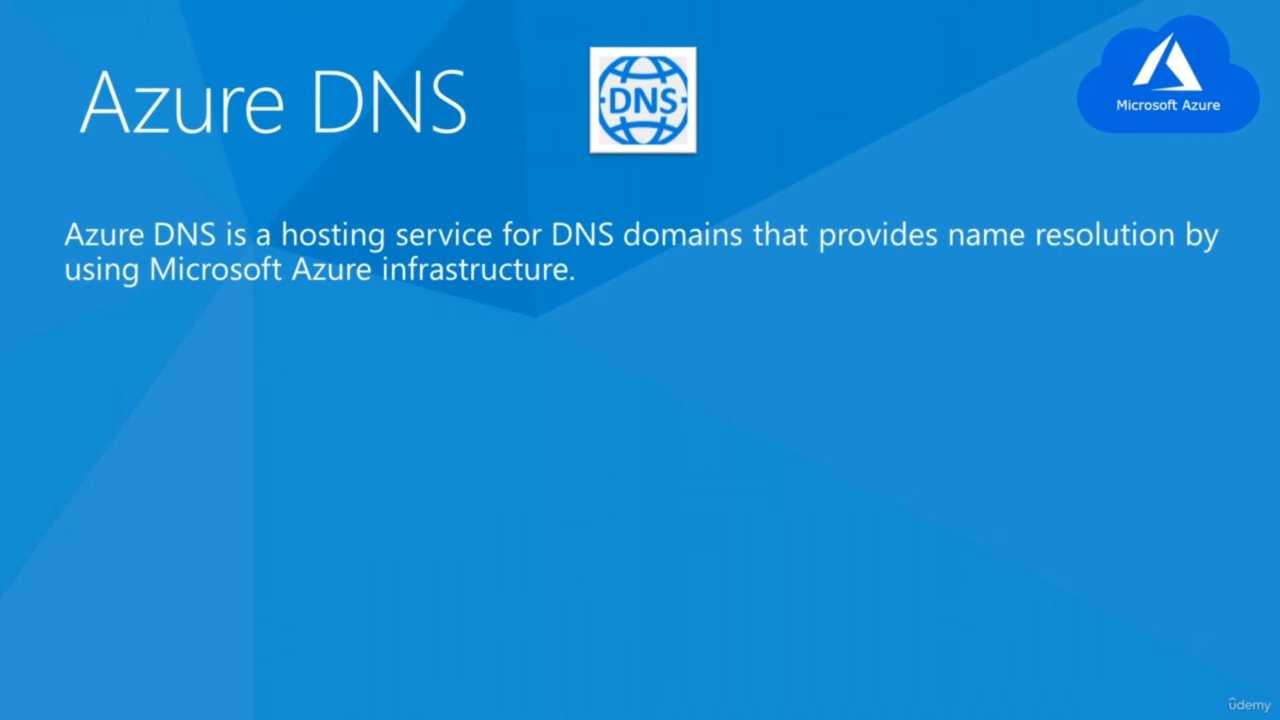 Azure DNS
DNS
Microsoft Azure
Azure DNS is a hosting service for DNS domains that provides name resolution by
using Microsoft Azure infrastructure.
ûdemy